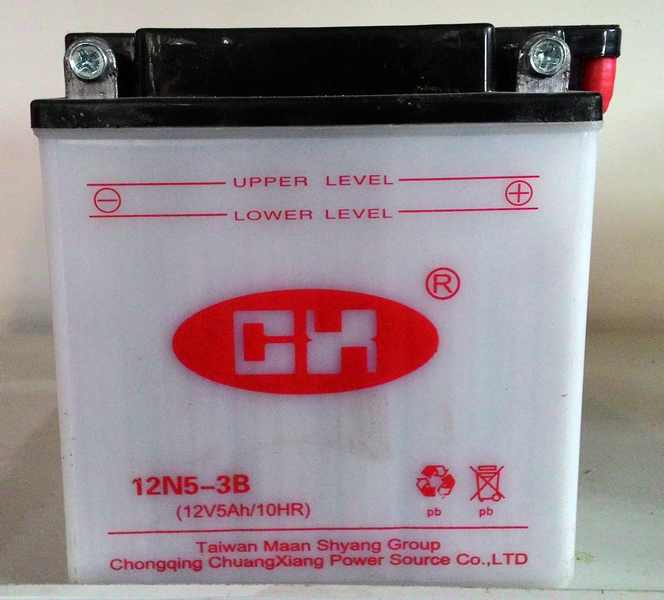 UPPER LEVEL
⊖ ⊕
LOWER LEVEL
CX ®
12N5-3B
(12V5Ah/10HR)
pb pb
Taiwan Maan Shyang Group
Chongqing ChuangXiang Power Source Co.,LTD